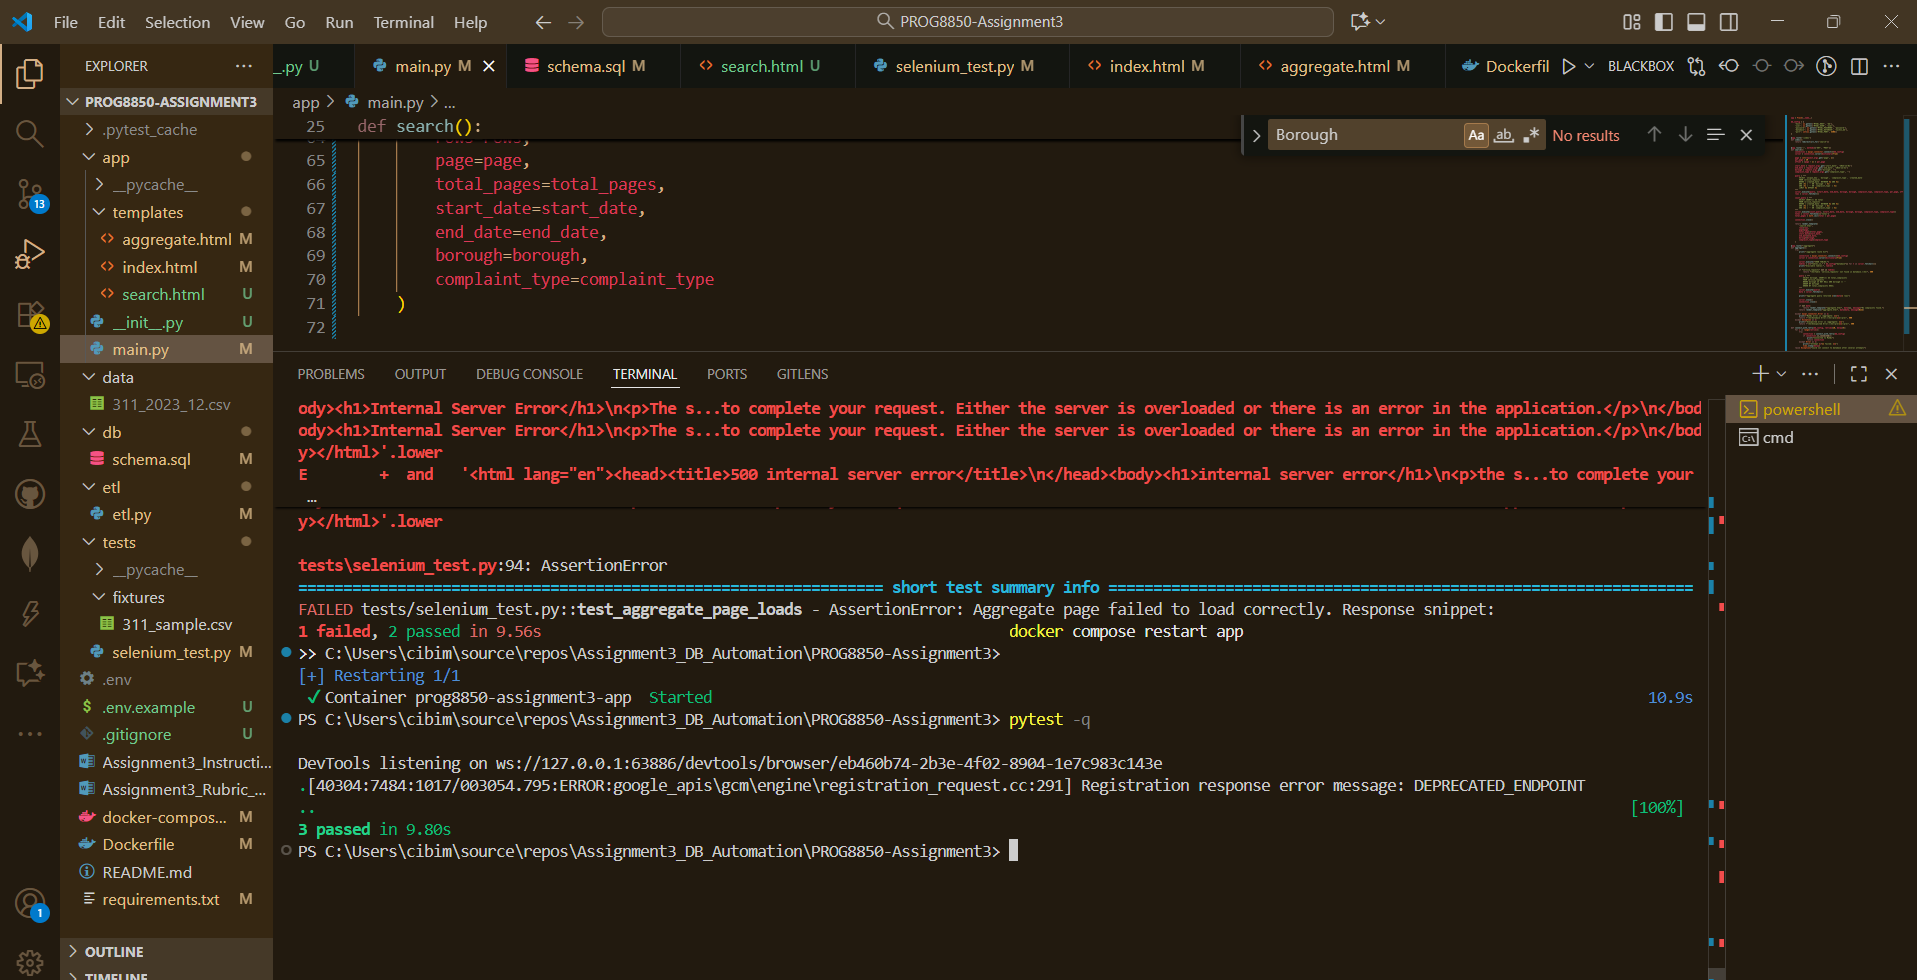 File Edit Selection View Go Run Terminal Help
PROG8850-Assignment3
EXPLORER
PROG8850-ASSIGNMENT3
.pytest_cache
app
__pycache__
templates
aggregate.html M
index.html M
search.html U
__init__.py U
main.py M
data
311_2023_12.csv
db
schema.sql M
etl
etl.py M
tests
__pycache__
fixtures
311_sample.csv
selenium_test.py M
.env
.env.example U
.gitignore U
Assignment3_Instructi...
Assignment3_Rubric_...
docker-compos... M
Dockerfile M
README.md
requirements.txt M
OUTLINE
TIMELINE
13
1
_.py U
main.py M
schema.sql M
search.html U
selenium_test.py M
index.html M
aggregate.html M
Dockerfil
BLACKBOX
app > main.py > ...
25 def search():
65 page=page,
66 total_pages=total_pages,
67 start_date=start_date,
68 end_date=end_date,
69 borough=borough,
70 complaint_type=complaint_type
71 )
72
Borough Aa ab .* No results
PROBLEMS OUTPUT DEBUG CONSOLE TERMINAL PORTS GITLENS
powershell
cmd
ody><h1>Internal Server Error</h1>\n<p>The s...to complete your request. Either the server is overloaded or there is an error in the application.</p>\n</bod
ody><h1>Internal Server Error</h1>\n<p>The s...to complete your request. Either the server is overloaded or there is an error in the application.</p>\n</bod
y></html>'.lower
E + and '<html lang="en"><head><title>500 internal server error</title>\n</head><body><h1>internal server error</h1>\n<p>the s...to complete your
...
y></html>'.lower
tests\selenium_test.py:94: AssertionError
================================================================= short test summary info =================================================================
FAILED tests/selenium_test.py::test_aggregate_page_loads - AssertionError: Aggregate page failed to load correctly. Response snippet:
1 failed, 2 passed in 9.56s docker compose restart app
>> C:\Users\cibim\source\repos\Assignment3_DB_Automation\PROG8850-Assignment3>
[+] Restarting 1/1
✔ Container prog8850-assignment3-app Started 10.9s
PS C:\Users\cibim\source\repos\Assignment3_DB_Automation\PROG8850-Assignment3> pytest -q
DevTools listening on ws://127.0.0.1:63886/devtools/browser/eb460b74-2b3e-4f02-8904-1e7c983c143e
.[40304:7484:1017/003054.795:ERROR:google_apis\gcm\engine\registration_request.cc:291] Registration response error message: DEPRECATED_ENDPOINT
.. [100%]
3 passed in 9.80s
PS C:\Users\cibim\source\repos\Assignment3_DB_Automation\PROG8850-Assignment3>